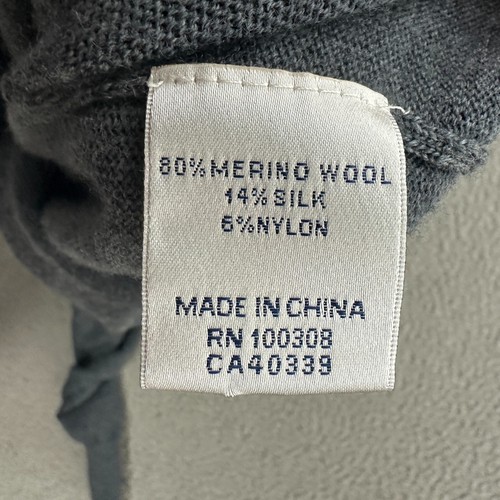 80% MERINO WOOL
14% SILK
6% NYLON
MADE IN CHINA
RN 100308
CA40339